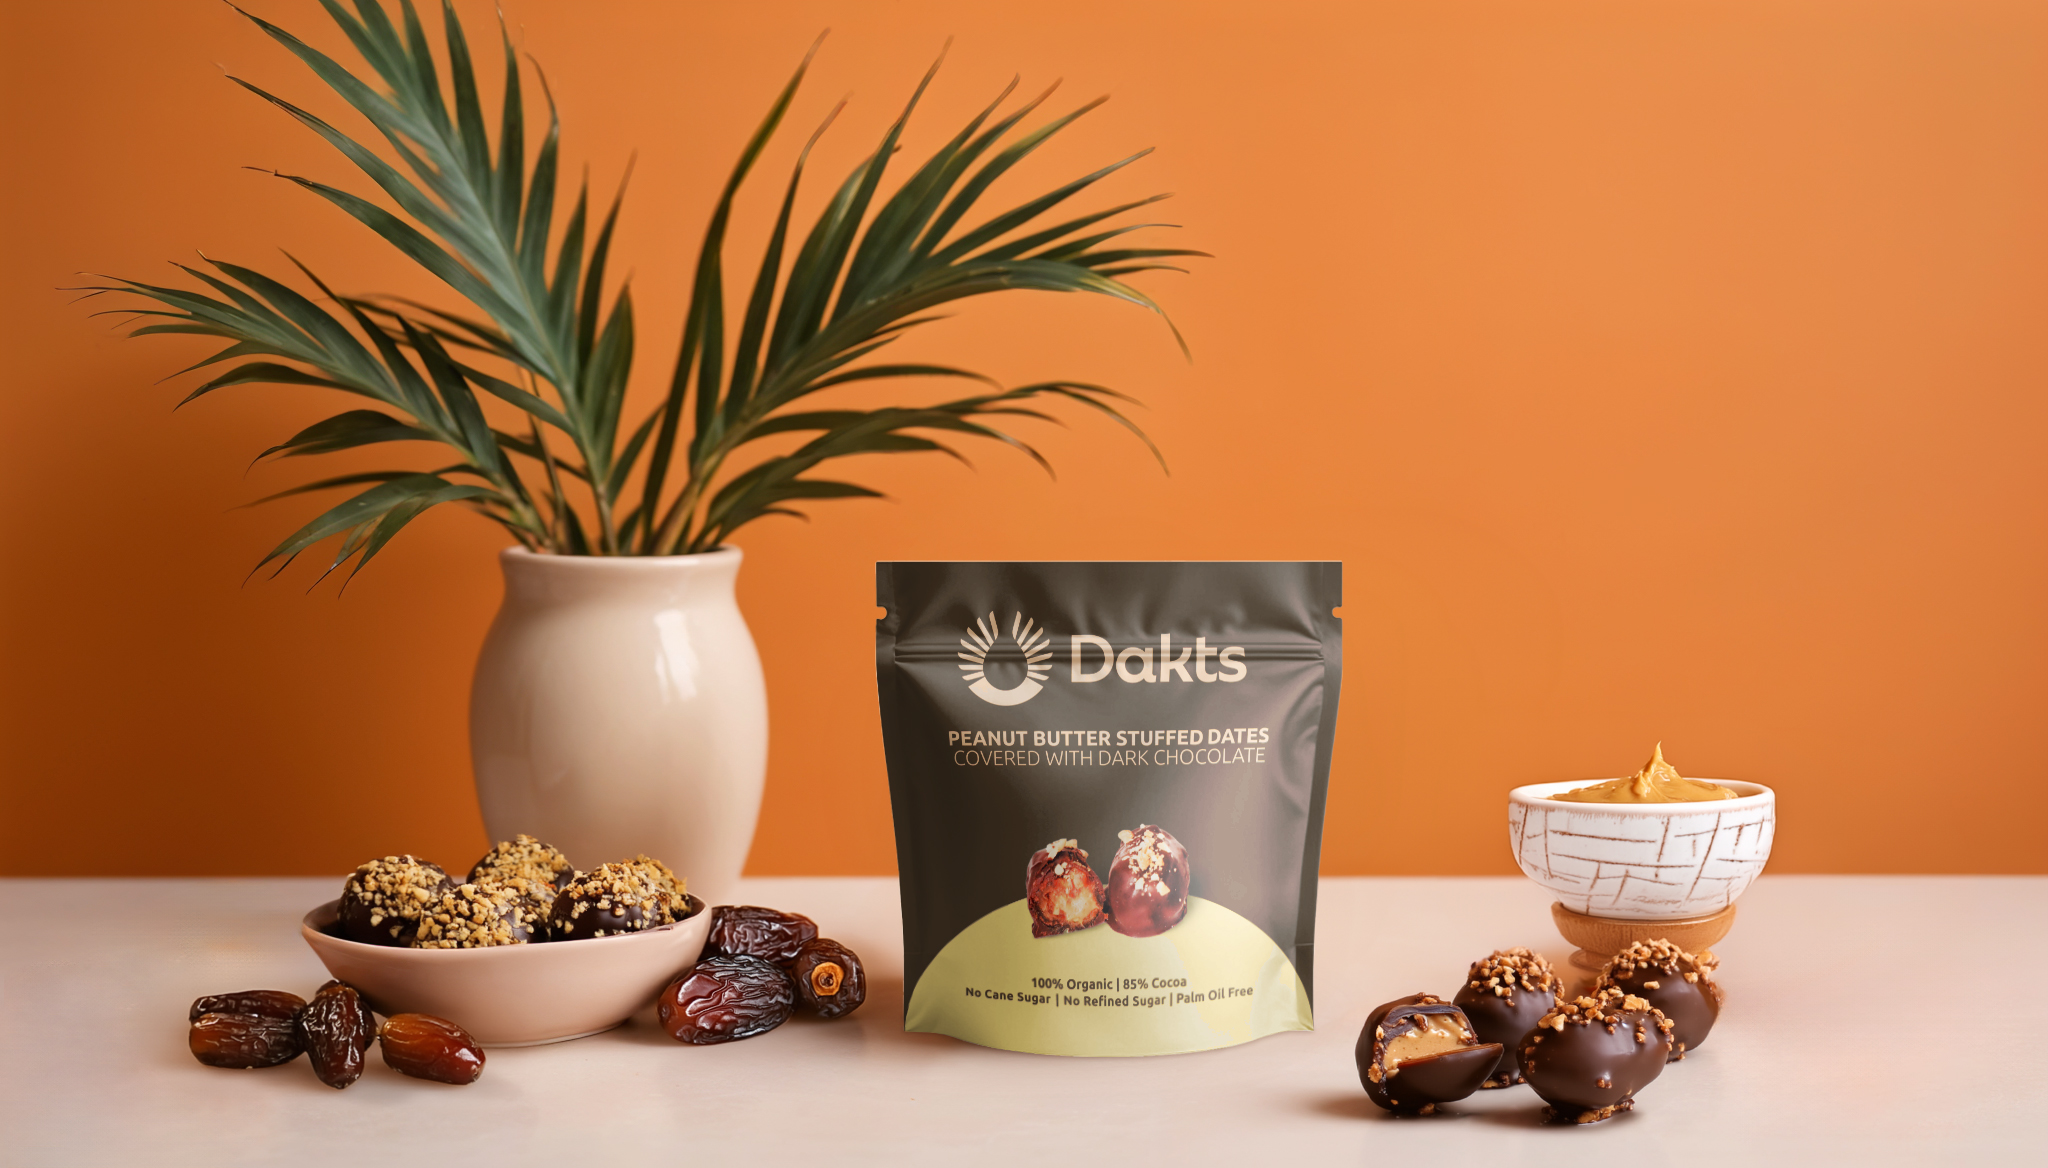 Dakts
PEANUT BUTTER STUFFED DATES
COVERED WITH DARK CHOCOLATE
100% Organic | 85% Cocoa
No Cane Sugar | No Refined Sugar | Palm Oil Free